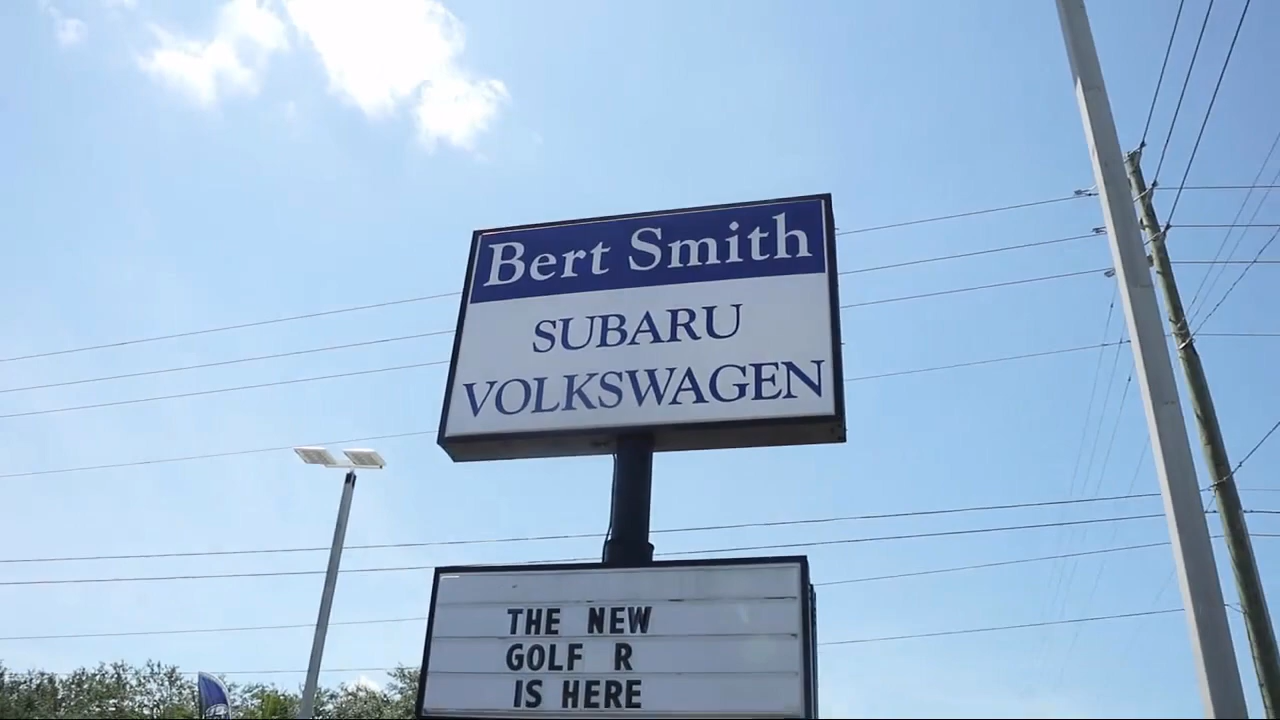 Bert Smith
SUBARU
VOLKSWAGEN
THE NEW
GOLF R
IS HERE